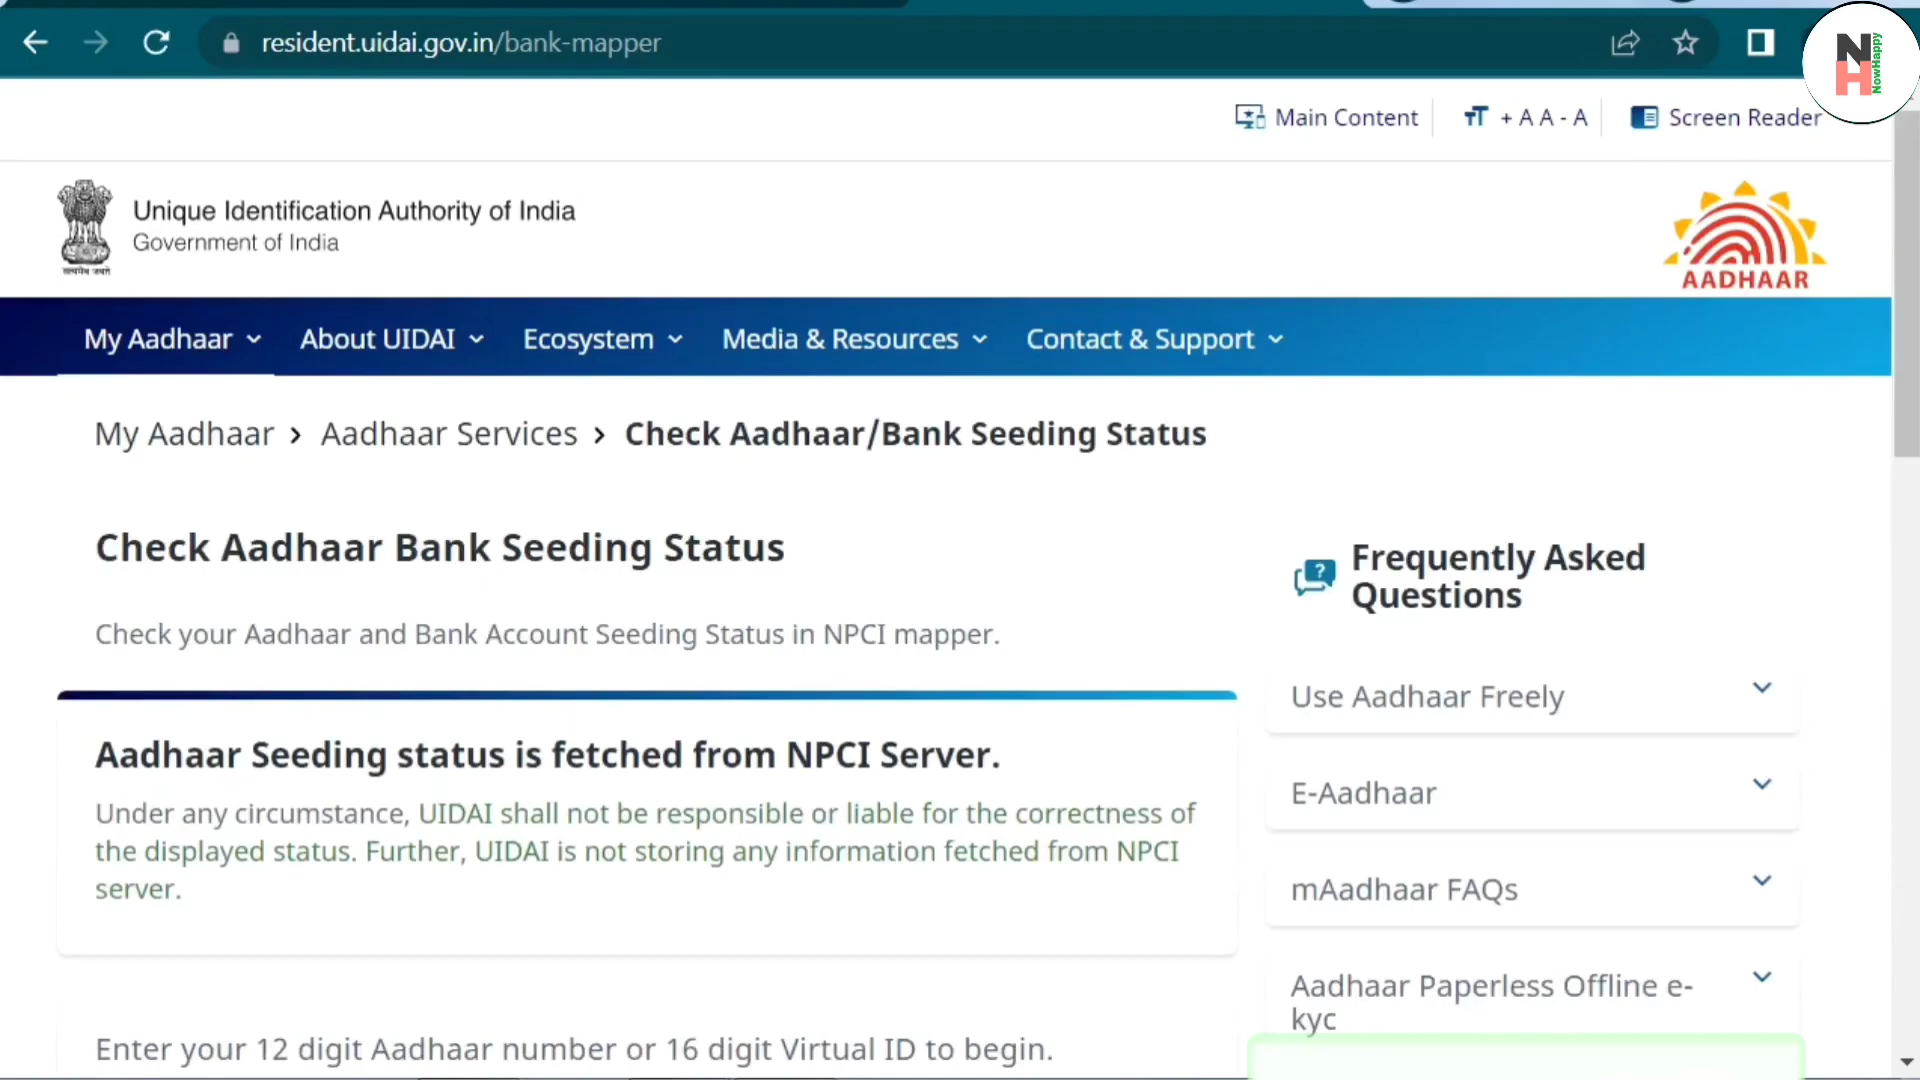 resident.uidai.gov.in/bank-mapper
NH NowHappy
Main Content
TT + A A - A
Screen Reader
Unique Identification Authority of India
Government of India
सत्यमेव जयते
AADHAAR
My Aadhaar
About UIDAI
Ecosystem
Media & Resources
Contact & Support
My Aadhaar › Aadhaar Services › Check Aadhaar/Bank Seeding Status
Check Aadhaar Bank Seeding Status
Check your Aadhaar and Bank Account Seeding Status in NPCI mapper.
Aadhaar Seeding status is fetched from NPCI Server.
Under any circumstance, UIDAI shall not be responsible or liable for the correctness of
the displayed status. Further, UIDAI is not storing any information fetched from NPCI
server.
Enter your 12 digit Aadhaar number or 16 digit Virtual ID to begin.
Frequently Asked
Questions
Use Aadhaar Freely
E-Aadhaar
mAadhaar FAQs
Aadhaar Paperless Offline e-
kyc